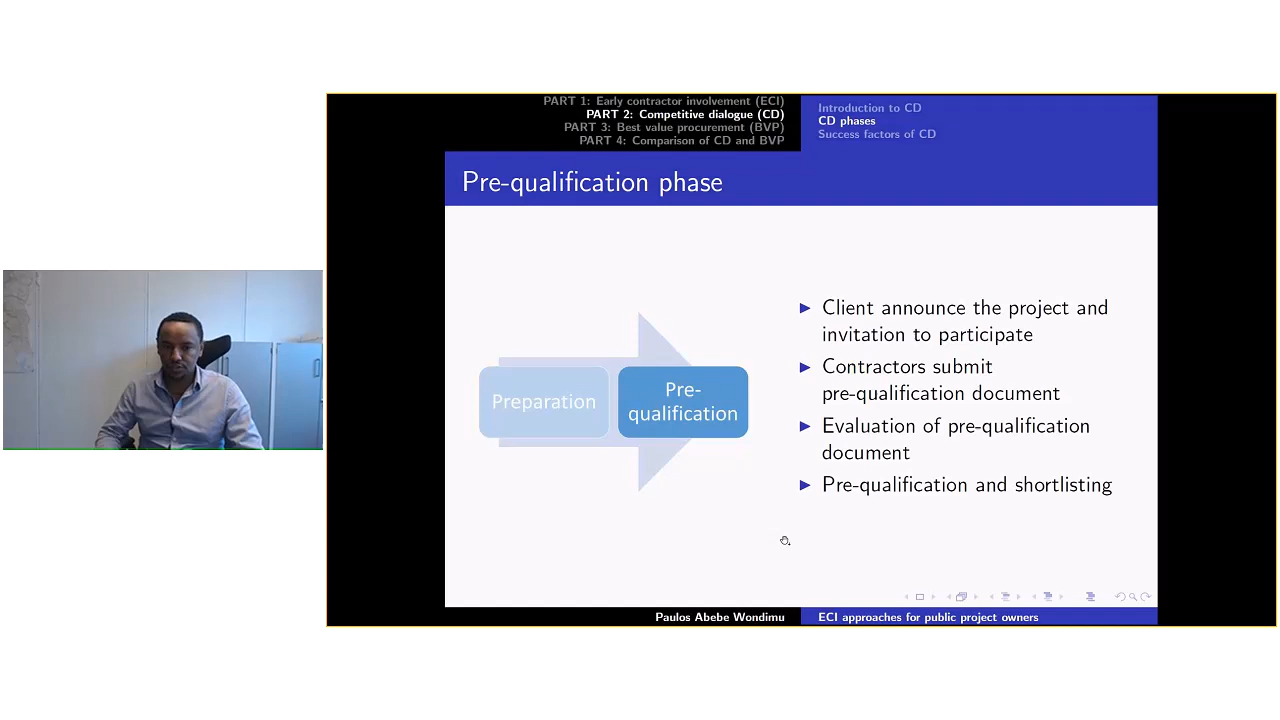 PART 1: Early contractor involvement (ECI)
PART 2: Competitive dialogue (CD)
PART 3: Best value procurement (BVP)
PART 4: Comparison of CD and BVP
Introduction to CD
CD phases
Success factors of CD
Pre-qualification phase
Preparation
Pre-
qualification
Client announce the project and
invitation to participate
Contractors submit
pre-qualification document
Evaluation of pre-qualification
document
Pre-qualification and shortlisting
Paulos Abebe Wondimu
ECI approaches for public project owners